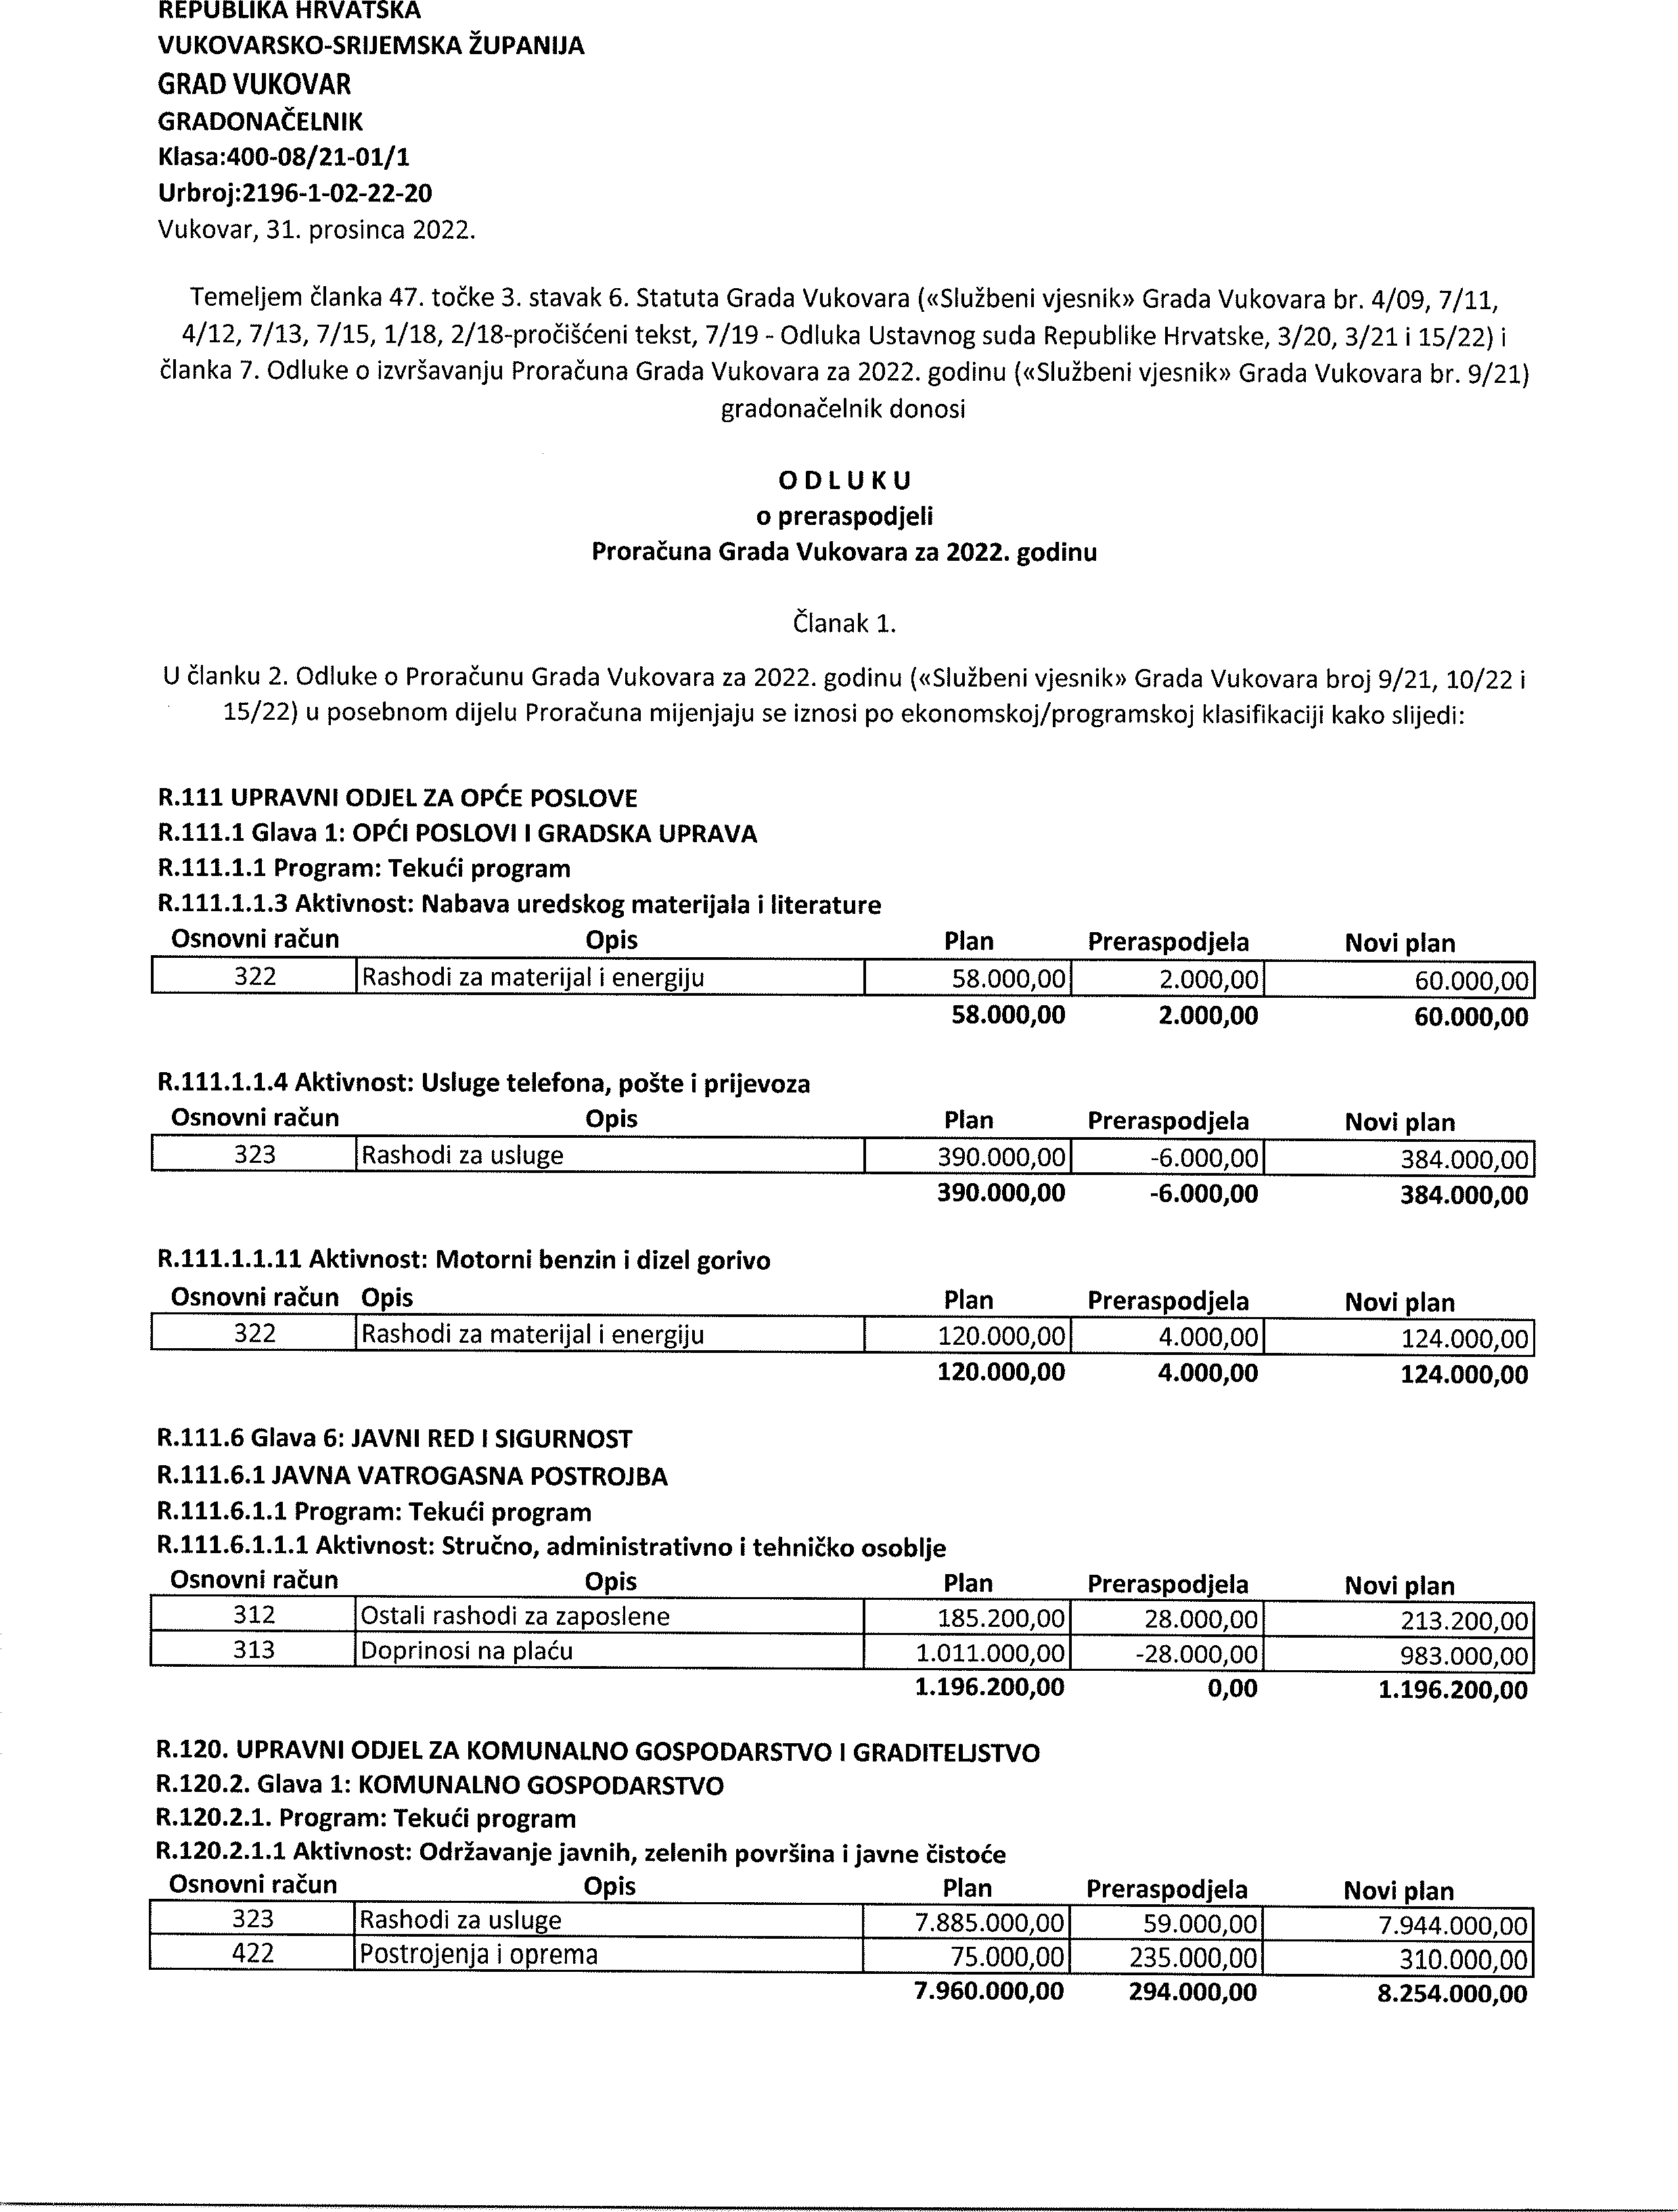 REPUBLIKA HRVATSKA
VUKOVARSKO-SRIJEMSKA ŽUPANIJA
GRAD VUKOVAR
GRADONAČELNIK
Klasa:400-08/21-01/1
Urbroj:2196-1-02-22-20
Vukovar, 31. prosinca 2022.
Temeljem članka 47. točke 3. stavak 6. Statuta Grada Vukovara («Službeni vjesnik» Grada Vukovara br. 4/09, 7/11,
4/12, 7/13, 7/15, 1/18, 2/18-pročišćeni tekst, 7/19 - Odluka Ustavnog suda Republike Hrvatske, 3/20, 3/21 i 15/22) i
članka 7. Odluke o izvršavanju Proračuna Grada Vukovara za 2022. godinu («Službeni vjesnik» Grada Vukovara br. 9/21)
gradonačelnik donosi
O D L U K U
o preraspodjeli
Proračuna Grada Vukovara za 2022. godinu
Članak 1.
U članku 2. Odluke o Proračunu Grada Vukovara za 2022. godinu («Službeni vjesnik» Grada Vukovara broj 9/21, 10/22 i
15/22) u posebnom dijelu Proračuna mijenjaju se iznosi po ekonomskoj/programskoj klasifikaciji kako slijedi:
R.111 UPRAVNI ODJEL ZA OPĆE POSLOVE
R.111.1 Glava 1: OPĆI POSLOVI I GRADSKA UPRAVA
R.111.1.1 Program: Tekući program
R.111.1.1.3 Aktivnost: Nabava uredskog materijala i literature
Osnovni račun Opis Plan Preraspodjela Novi plan
322 Rashodi za materijal i energiju 58.000,00 2.000,00 60.000,00
58.000,00 2.000,00 60.000,00
R.111.1.1.4 Aktivnost: Usluge telefona, pošte i prijevoza
Osnovni račun Opis Plan Preraspodjela Novi plan
323 Rashodi za usluge 390.000,00 -6.000,00 384.000,00
390.000,00 -6.000,00 384.000,00
R.111.1.1.11 Aktivnost: Motorni benzin i dizel gorivo
Osnovni račun Opis Plan Preraspodjela Novi plan
322 Rashodi za materijal i energiju 120.000,00 4.000,00 124.000,00
120.000,00 4.000,00 124.000,00
R.111.6 Glava 6: JAVNI RED I SIGURNOST
R.111.6.1 JAVNA VATROGASNA POSTROJBA
R.111.6.1.1 Program: Tekući program
R.111.6.1.1.1 Aktivnost: Stručno, administrativno i tehničko osoblje
Osnovni račun Opis Plan Preraspodjela Novi plan
312 Ostali rashodi za zaposlene 185.200,00 28.000,00 213.200,00
313 Doprinosi na plaću 1.011.000,00 -28.000,00 983.000,00
1.196.200,00 0,00 1.196.200,00
R.120. UPRAVNI ODJEL ZA KOMUNALNO GOSPODARSTVO I GRADITELJSTVO
R.120.2. Glava 1: KOMUNALNO GOSPODARSTVO
R.120.2.1. Program: Tekući program
R.120.2.1.1 Aktivnost: Održavanje javnih, zelenih površina i javne čistoće
Osnovni račun Opis Plan Preraspodjela Novi plan
323 Rashodi za usluge 7.885.000,00 59.000,00 7.944.000,00
422 Postrojenja i oprema 75.000,00 235.000,00 310.000,00
7.960.000,00 294.000,00 8.254.000,00